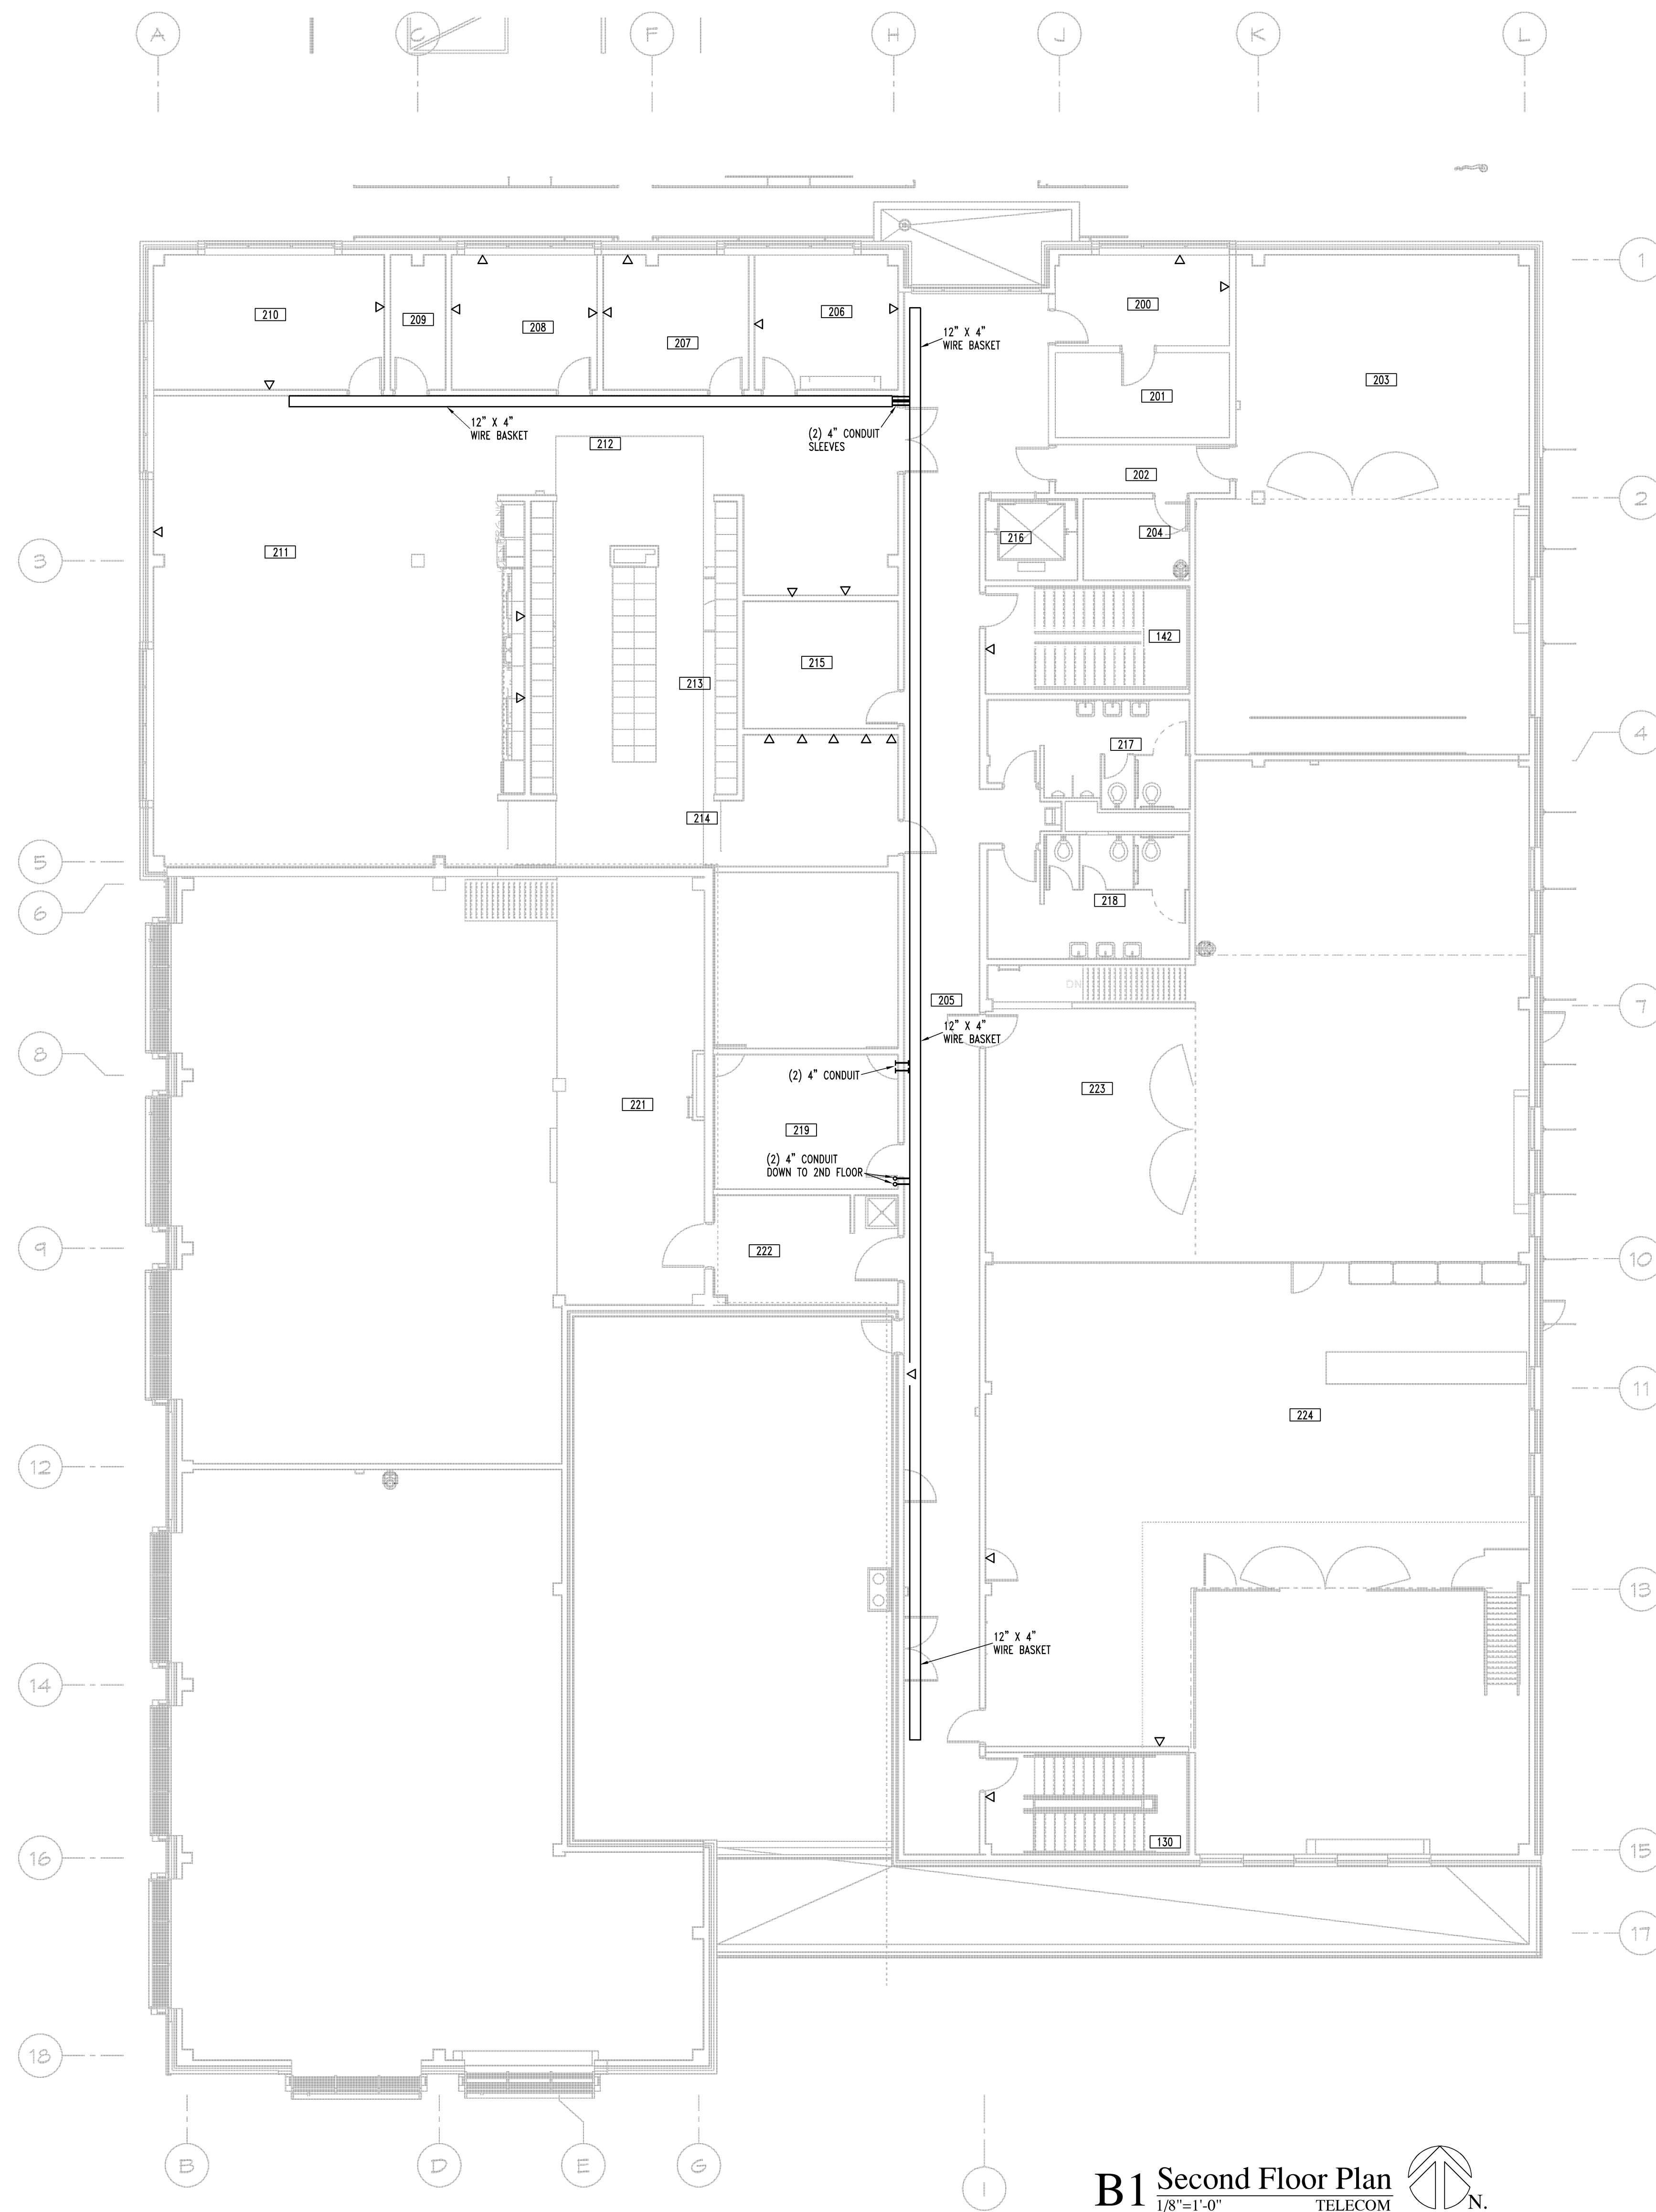 A C F H J K L
1
210
209
208
207
206
200
203
201
12" X 4"
WIRE BASKET
12" X 4"
WIRE BASKET
(2) 4" CONDUIT
SLEEVES
212
202
2
211
216
204
3
142
215
213
217
4
214
5
6
218
DN
205
7
12" X 4"
WIRE BASKET
8
(2) 4" CONDUIT
221
223
219
(2) 4" CONDUIT
DOWN TO 2ND FLOOR
222
9
10
11
224
12
13
12" X 4"
WIRE BASKET
14
130
16
15
17
18
B D E G I
B1 Second Floor Plan
1/8"=1'-0" TELECOM
N.